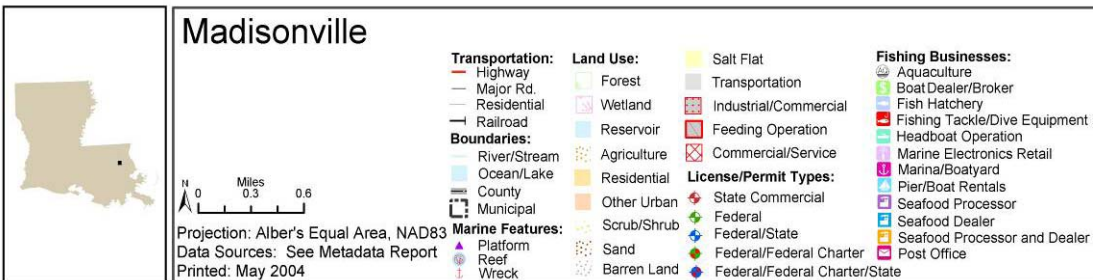 Madisonville
N
Miles
0 0.3 0.6
Projection: Alber's Equal Area, NAD83
Data Sources: See Metadata Report
Printed: May 2004
Transportation:
Highway
Major Rd.
Residential
Railroad
Boundaries:
River/Stream
Ocean/Lake
County
Municipal
Marine Features:
Platform
Reef
Wreck
Land Use:
Forest
Wetland
Reservoir
Agriculture
Residential
Other Urban
Scrub/Shrub
Sand
Barren Land
Salt Flat
Transportation
Industrial/Commercial
Feeding Operation
Commercial/Service
License/Permit Types:
State Commercial
Federal
Federal/State
Federal/Federal Charter
Federal/Federal Charter/State
Fishing Businesses:
Aquaculture
Boat Dealer/Broker
Fish Hatchery
Fishing Tackle/Dive Equipment
Headboat Operation
Marine Electronics Retail
Marina/Boatyard
Pier/Boat Rentals
Seafood Processor
Seafood Dealer
Seafood Processor and Dealer
Post Office